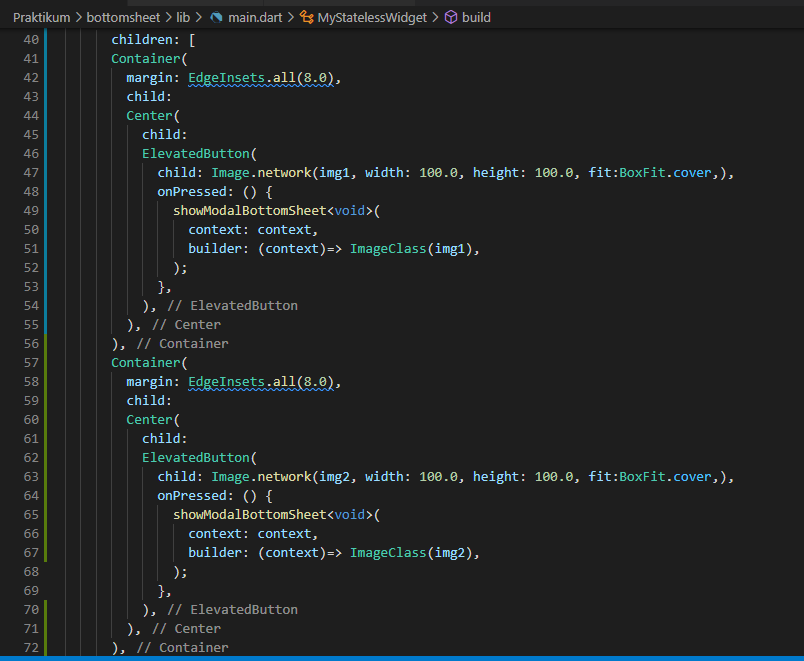 Praktikum > bottomsheet > lib > main.dart > MyStatelessWidget > build
40 children: [
41 Container(
42 margin: EdgeInsets.all(8.0),
43 child:
44 Center(
45 child:
46 ElevatedButton(
47 child: Image.network(img1, width: 100.0, height: 100.0, fit:BoxFit.cover,),
48 onPressed: () {
49 showModalBottomSheet<void>(
50 context: context,
51 builder: (context)=> ImageClass(img1),
52 );
53 },
54 ), // ElevatedButton
55 ), // Center
56 ), // Container
57 Container(
58 margin: EdgeInsets.all(8.0),
59 child:
60 Center(
61 child:
62 ElevatedButton(
63 child: Image.network(img2, width: 100.0, height: 100.0, fit:BoxFit.cover,),
64 onPressed: () {
65 showModalBottomSheet<void>(
66 context: context,
67 builder: (context)=> ImageClass(img2),
68 );
69 },
70 ), // ElevatedButton
71 ), // Center
72 ), // Container